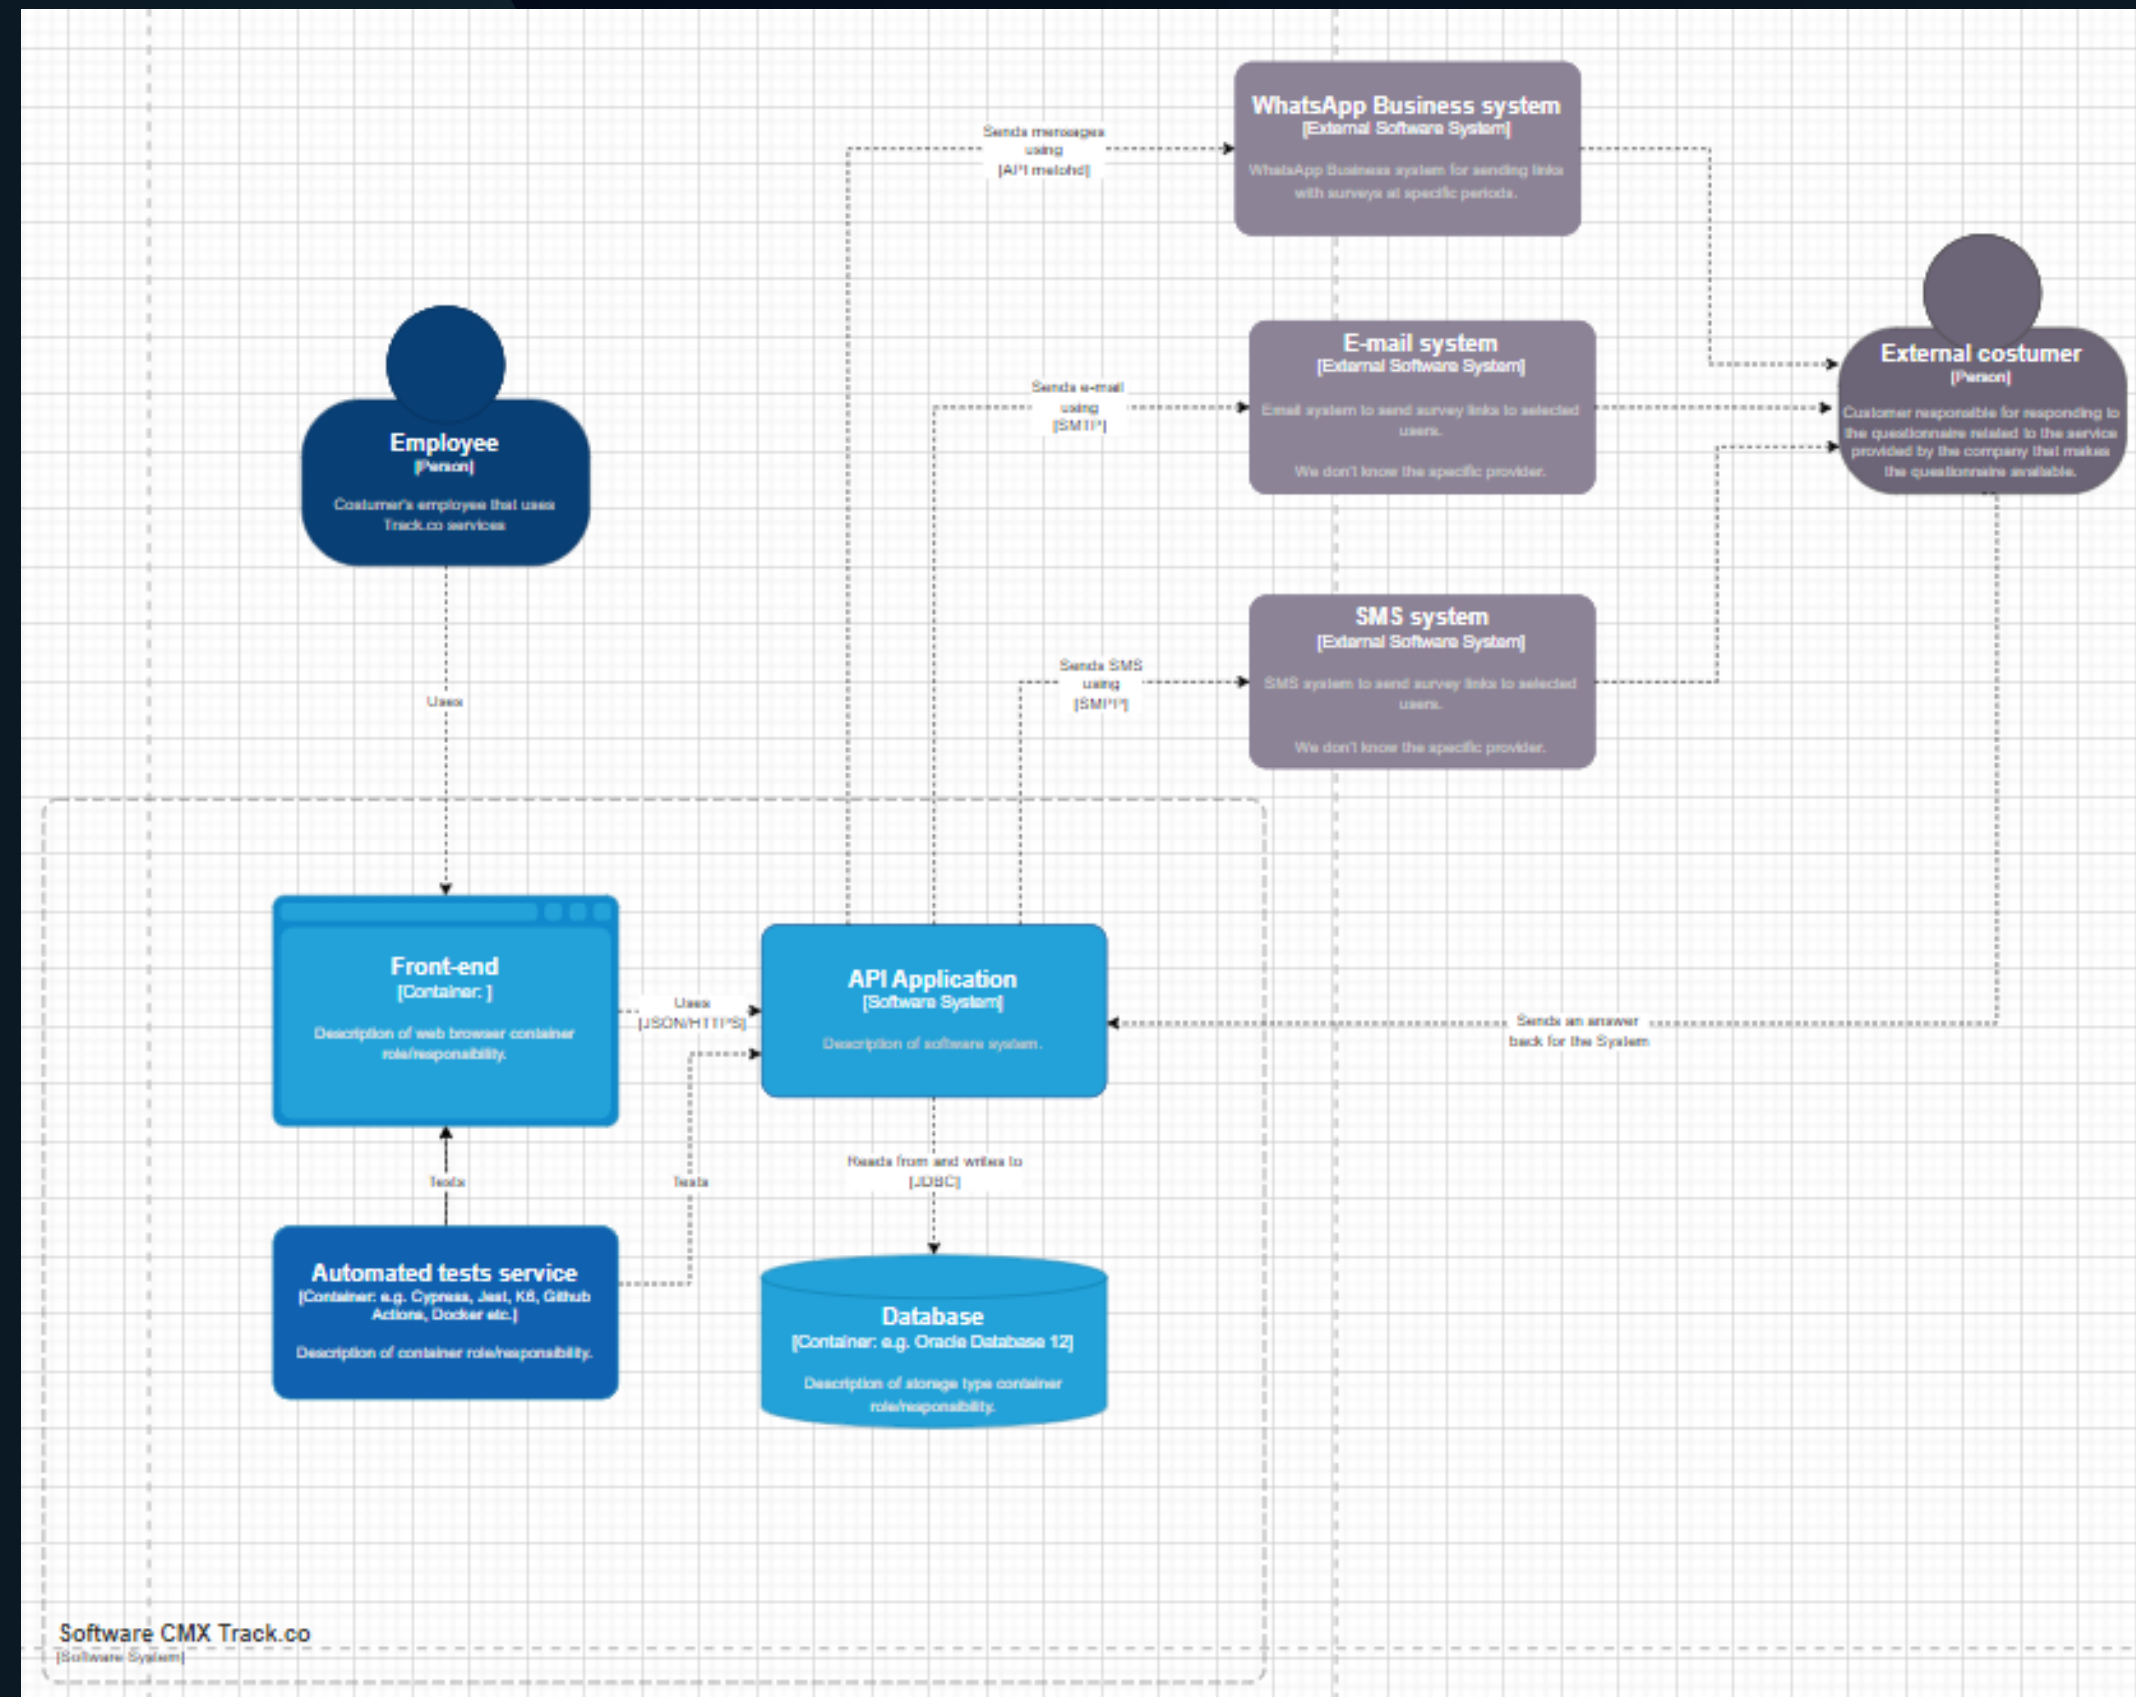 WhatsApp Business system
[External Software System]
WhatsApp Business system for sending links
with surveys at specific periods.
Sends messages
using
[API metohd]
Employee
[Person]
Costumer's employee that uses
Track.co services
E-mail system
[External Software System]
Email system to send survey links to selected
users.
We don't know the specific provider.
Sends e-mail
using
[SMTP]
External costumer
[Person]
Customer responsible for responding to
the questionnaire related to the service
provided by the company that makes
the questionnaire available.
SMS system
[External Software System]
SMS system to send survey links to selected
users.
We don't know the specific provider.
Sends SMS
using
[SMPP]
Uses
Front-end
[Container: ]
Description of web browser container
role/responsibility.
Uses
[JSON/HTTPS]
API Application
[Software System]
Description of software system.
Sends an answer
back for the System
Tests
Tests
Reads from and writes to
[JDBC]
Automated tests service
[Container: e.g. Cypress, Jest, K6, Github
Actions, Docker etc.]
Description of container role/responsibility.
Database
[Container: e.g. Oracle Database 12]
Description of storage type container
role/responsibility.
Software CMX Track.co
[Software System]